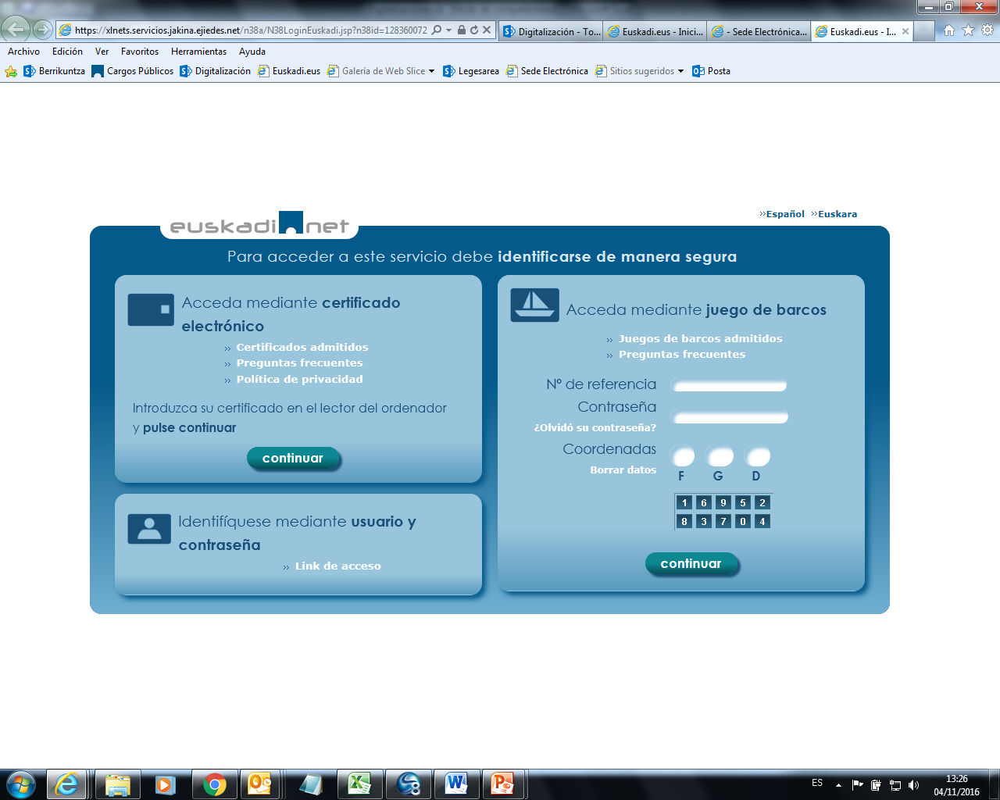 https://xlnets.servicios.jakina.ejiedes.net/n38a/N38LoginEuskadi.jsp?n38id=128360072
Digitalización - To...
Euskadi.eus - Inici...
- Sede Electrónica...
Euskadi.eus - I...
Archivo Edición Ver Favoritos Herramientas Ayuda
Berrikuntza Cargos Públicos Digitalización Euskadi.eus Galería de Web Slice Legesarea Sede Electrónica Sitios sugeridos Posta
Español Euskara
euskadi.net
Para acceder a este servicio debe identificarse de manera segura
Acceda mediante certificado
electrónico
Certificados admitidos
Preguntas frecuentes
Política de privacidad
Introduzca su certificado en el lector del ordenador
y pulse continuar
continuar
Identifíquese mediante usuario y
contraseña
Link de acceso
Acceda mediante juego de barcos
Juegos de barcos admitidos
Preguntas frecuentes
Nº de referencia
Contraseña
¿Olvidó su contraseña?
Coordenadas
Borrar datos
F G D
1 6 9 5 2
8 3 7 0 4
continuar
ES
13:26
04/11/2016